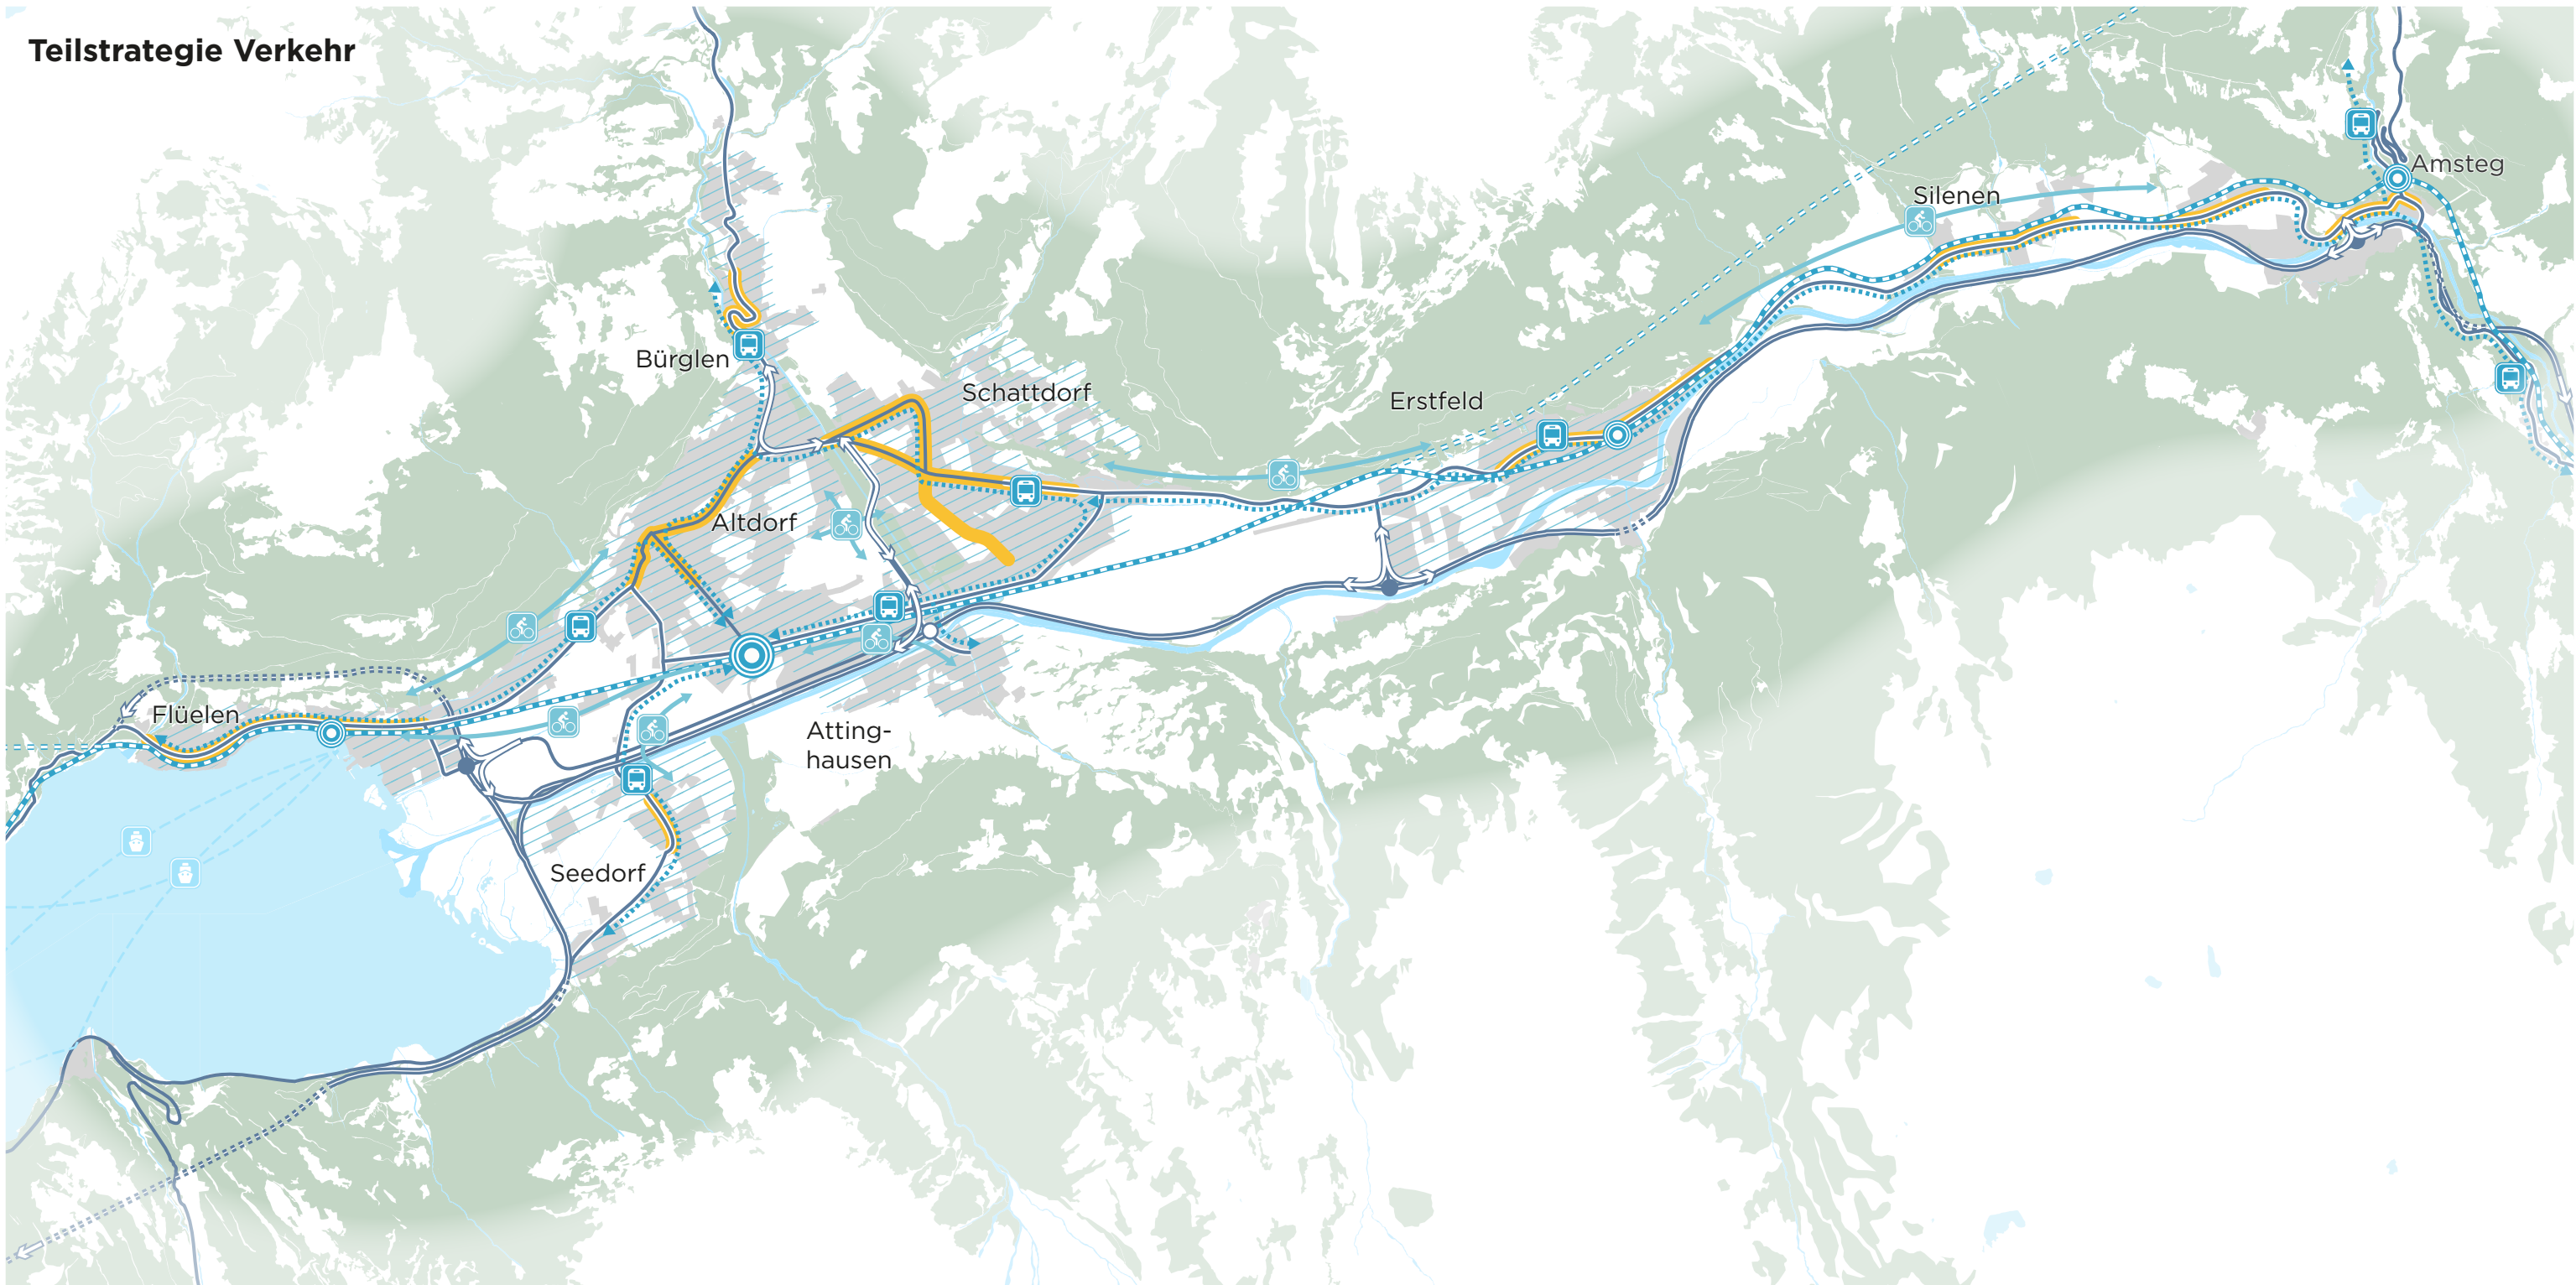 Teilstrategie Verkehr
Amsteg
Silenen
Bürglen
Schattdorf
Erstfeld
Altdorf
Flüelen
Atting-
hausen
Seedorf